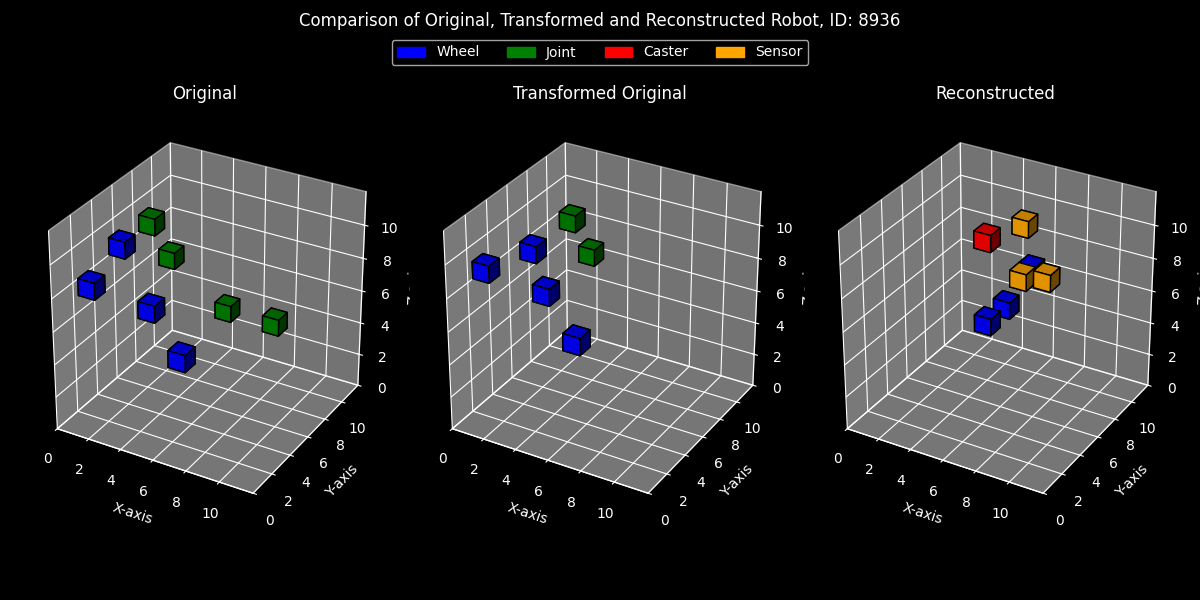 Comparison of Original, Transformed and Reconstructed Robot, ID: 8936
Wheel Joint Caster Sensor
Original Transformed Original Reconstructed
10 10 10
8 8 8
6 6 6
4 4 4
2 2 2
0 0 0
0 2 4 6 8 10
X-axis
0 2 4 6 8 10
Y-axis
0 2 4 6 8 10
X-axis
0 2 4 6 8 10
Y-axis
0 2 4 6 8 10
X-axis
0 2 4 6 8 10
Y-axis